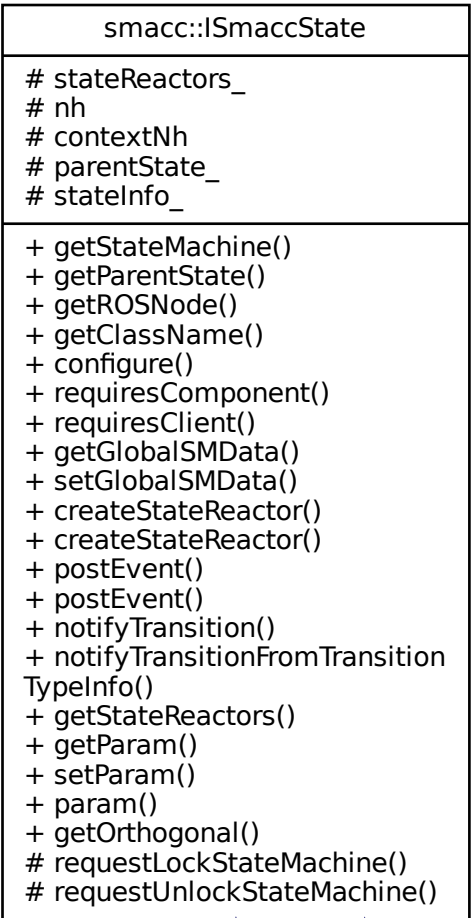 smacc::ISmaccState
# stateReactors_
# nh
# contextNh
# parentState_
# stateInfo_
+ getStateMachine()
+ getParentState()
+ getROSNode()
+ getClassName()
+ configure()
+ requiresComponent()
+ requiresClient()
+ getGlobalSMData()
+ setGlobalSMData()
+ createStateReactor()
+ createStateReactor()
+ postEvent()
+ postEvent()
+ notifyTransition()
+ notifyTransitionFromTransition
TypeInfo()
+ getStateReactors()
+ getParam()
+ setParam()
+ param()
+ getOrthogonal()
# requestLockStateMachine()
# requestUnlockStateMachine()